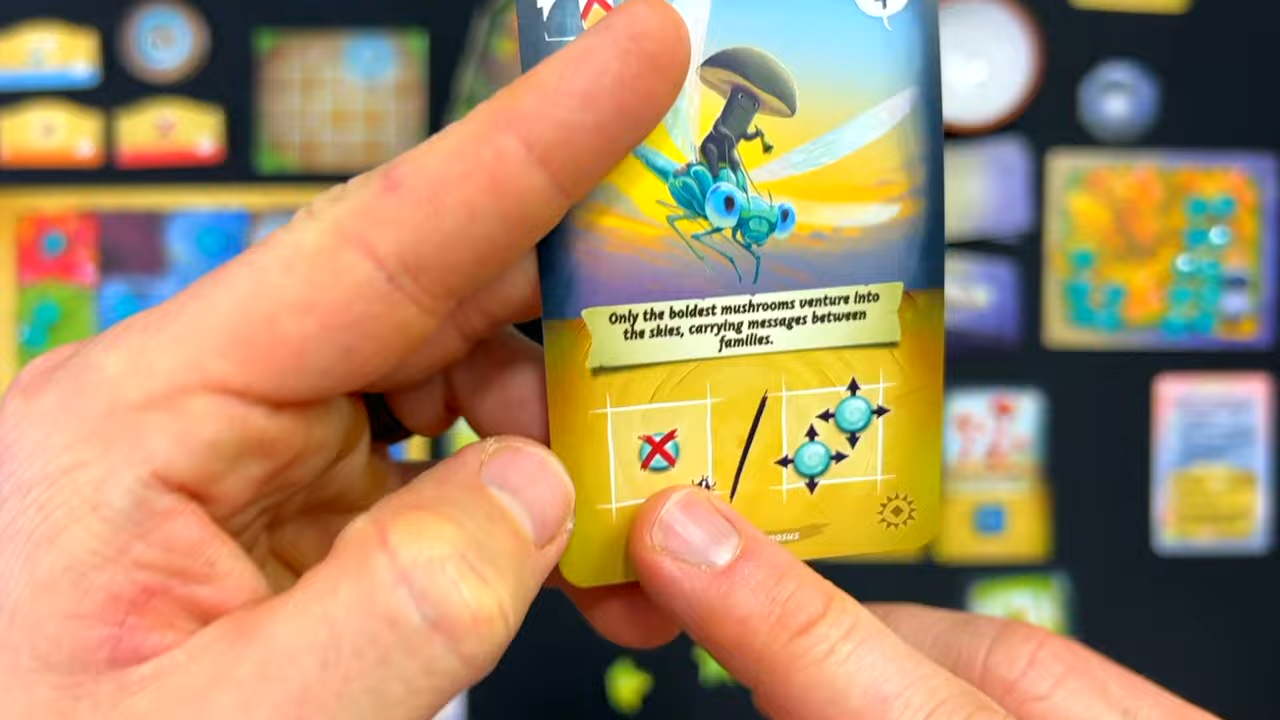 Only the boldest mushrooms venture into
the skies, carrying messages between
families.